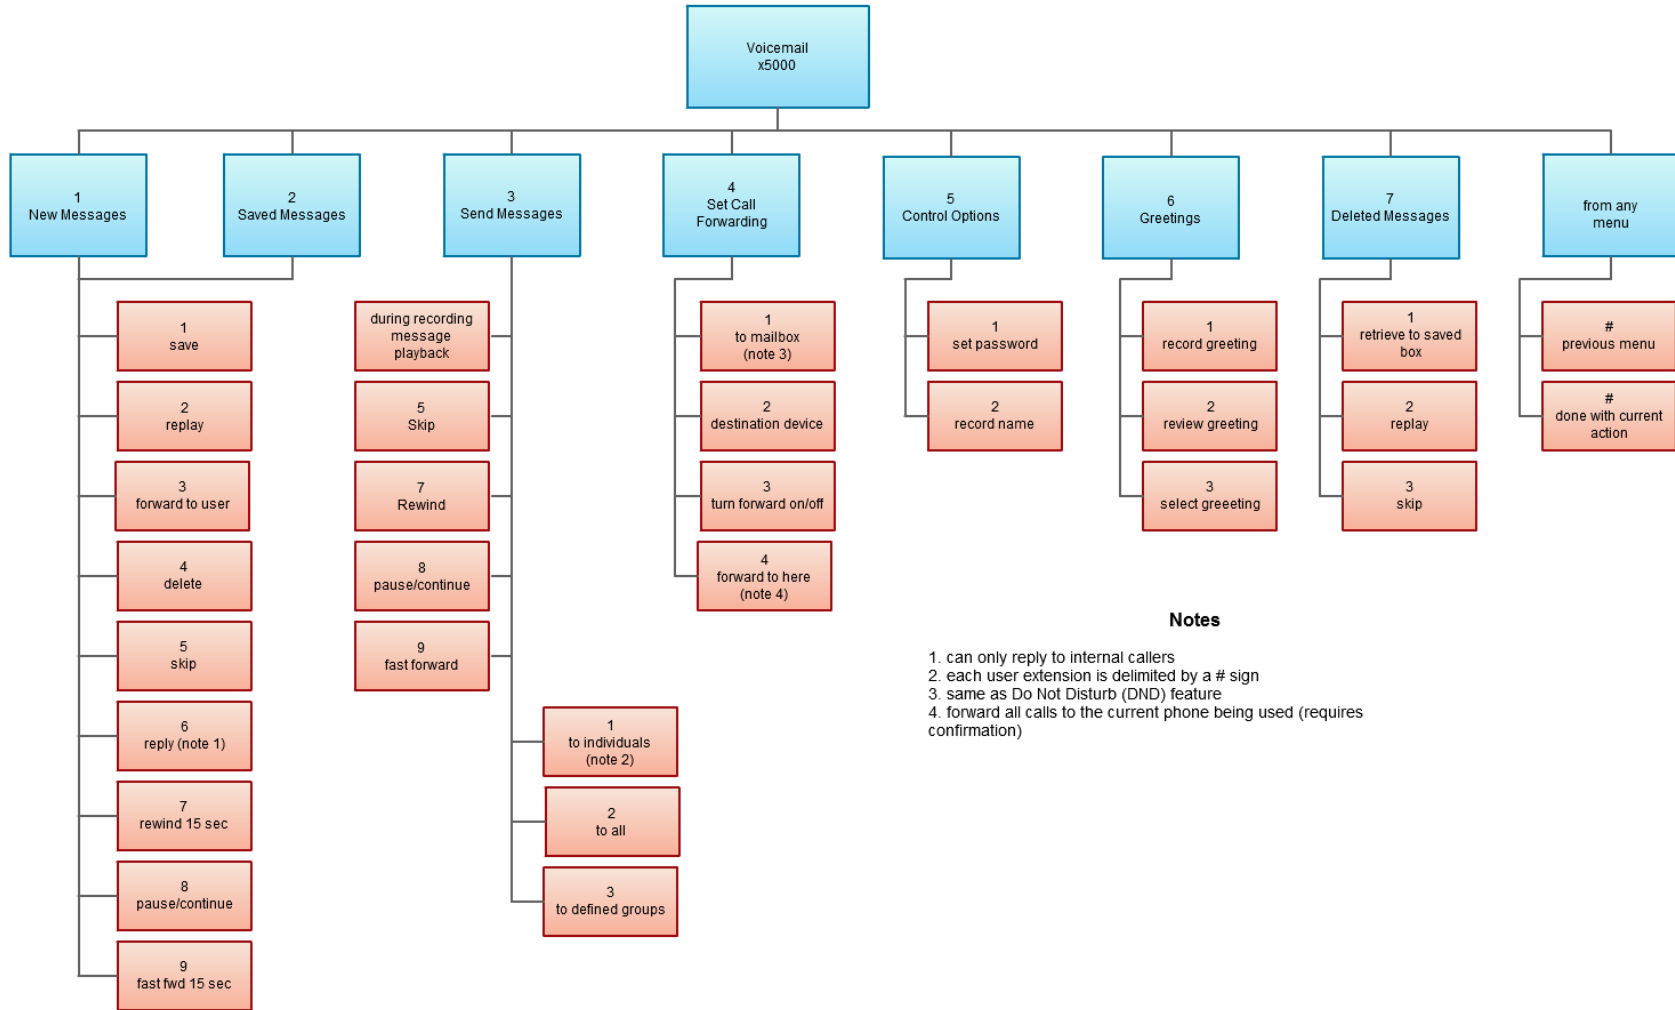 Voicemail
x5000
1
New Messages
2
Saved Messages
3
Send Messages
4
Set Call
Forwarding
5
Control Options
6
Greetings
7
Deleted Messages
from any
menu
1
save
2
replay
3
forward to user
4
delete
5
skip
6
reply (note 1)
7
rewind 15 sec
8
pause/continue
9
fast fwd 15 sec
during recording
message
playback
5
Skip
7
Rewind
8
pause/continue
9
fast forward
1
to individuals
(note 2)
2
to all
3
to defined groups
1
to mailbox
(note 3)
2
destination device
3
turn forward on/off
4
forward to here
(note 4)
1
set password
2
record name
1
record greeting
2
review greeting
3
select greeeting
1
retrieve to saved
box
2
replay
3
skip
#
previous menu
#
done with current
action
Notes
1. can only reply to internal callers
2. each user extension is delimited by a # sign
3. same as Do Not Disturb (DND) feature
4. forward all calls to the current phone being used (requires
confirmation)